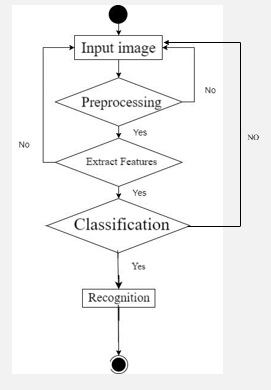 Input image
No
Preprocessing
Yes
No
NO
Extract Features
Yes
Classification
Yes
Recognition